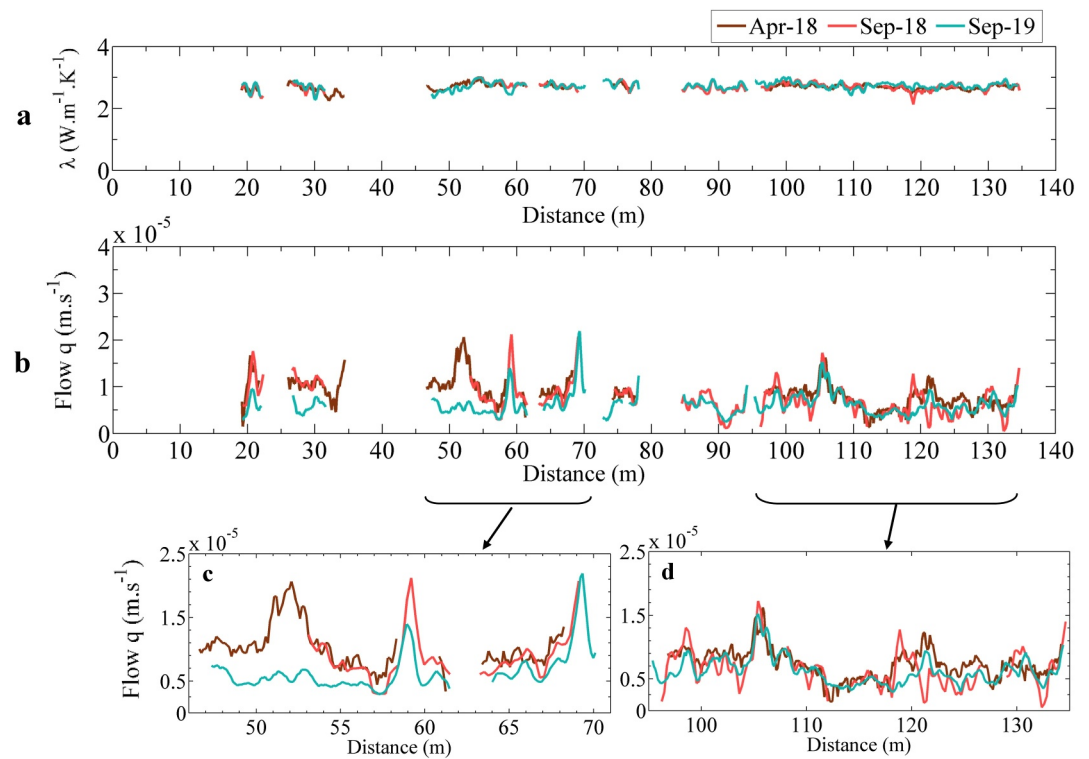 Apr-18 Sep-18 Sep-19
a
λ (W.m⁻¹.K⁻¹)
4
2
0
0 10 20 30 40 50 60 70 80 90 100 110 120 130 140
Distance (m)
b
x 10⁻⁵
Flow q (m.s⁻¹)
4
3
2
1
0
0 10 20 30 40 50 60 70 80 90 100 110 120 130 140
Distance (m)
c
x 10⁻⁵
Flow q (m.s⁻¹)
2.5
1.5
0.5
0
50 55 60 65 70
Distance (m)
d
x 10⁻⁵
2.5
1.5
0.5
0
100 110 120 130
Distance (m)